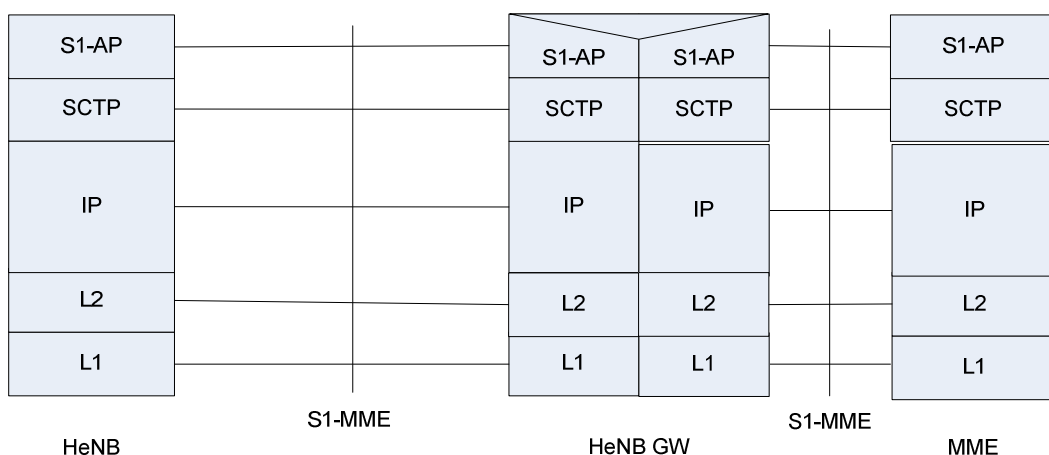 S1-AP S1-AP S1-AP S1-AP
SCTP SCTP SCTP SCTP
IP IP IP IP
L2 L2 L2 L2
L1 L1 L1 L1
S1-MME S1-MME
HeNB HeNB GW MME